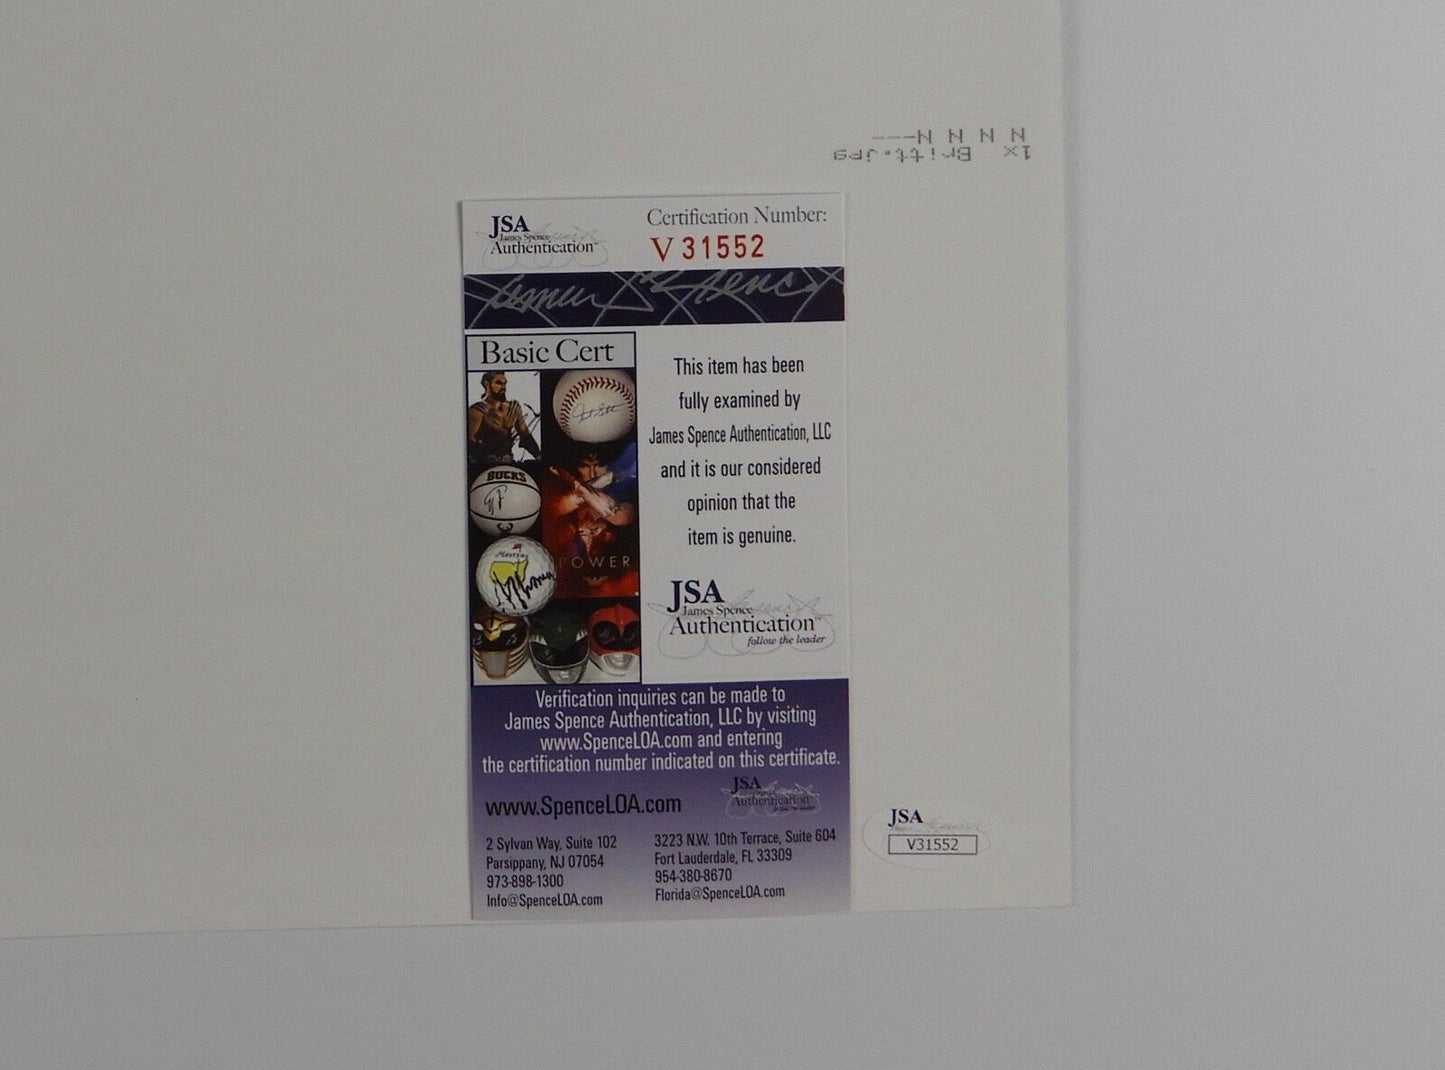 N N N N---
1x Britt.jpg
JSA
James Spence
Authentication™
Certification Number:
V 31552
Basic Cert
BUCKS
Masters
POWER
This item has been
fully examined by
James Spence Authentication, LLC
and it is our considered
opinion that the
item is genuine.
JSA
James Spence
Authentication™
follow the leader
Verification inquiries can be made to
James Spence Authentication, LLC by visiting
www.SpenceLOA.com and entering
the certification number indicated on this certificate.
www.SpenceLOA.com
JSA
Authentication
2 Sylvan Way, Suite 102
Parsippany, NJ 07054
973-898-1300
Info@SpenceLOA.com
3223 N.W. 10th Terrace, Suite 604
Fort Lauderdale, FL 33309
954-380-8670
Florida@SpenceLOA.com
JSA
V31552